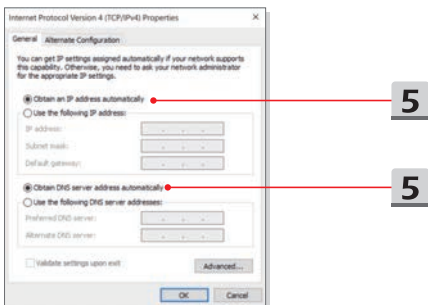 Internet Protocol Version 4 (TCP/IPv4) Properties
General Alternate Configuration
You can get IP settings assigned automatically if your network supports
this capability. Otherwise, you need to ask your network administrator
for the appropriate IP settings.
Obtain an IP address automatically
5
Use the following IP address:
IP address:
Subnet mask:
Default gateway:
Obtain DNS server address automatically
5
Use the following DNS server addresses:
Preferred DNS server:
Alternate DNS server:
Validate settings upon exit
Advanced...
OK Cancel